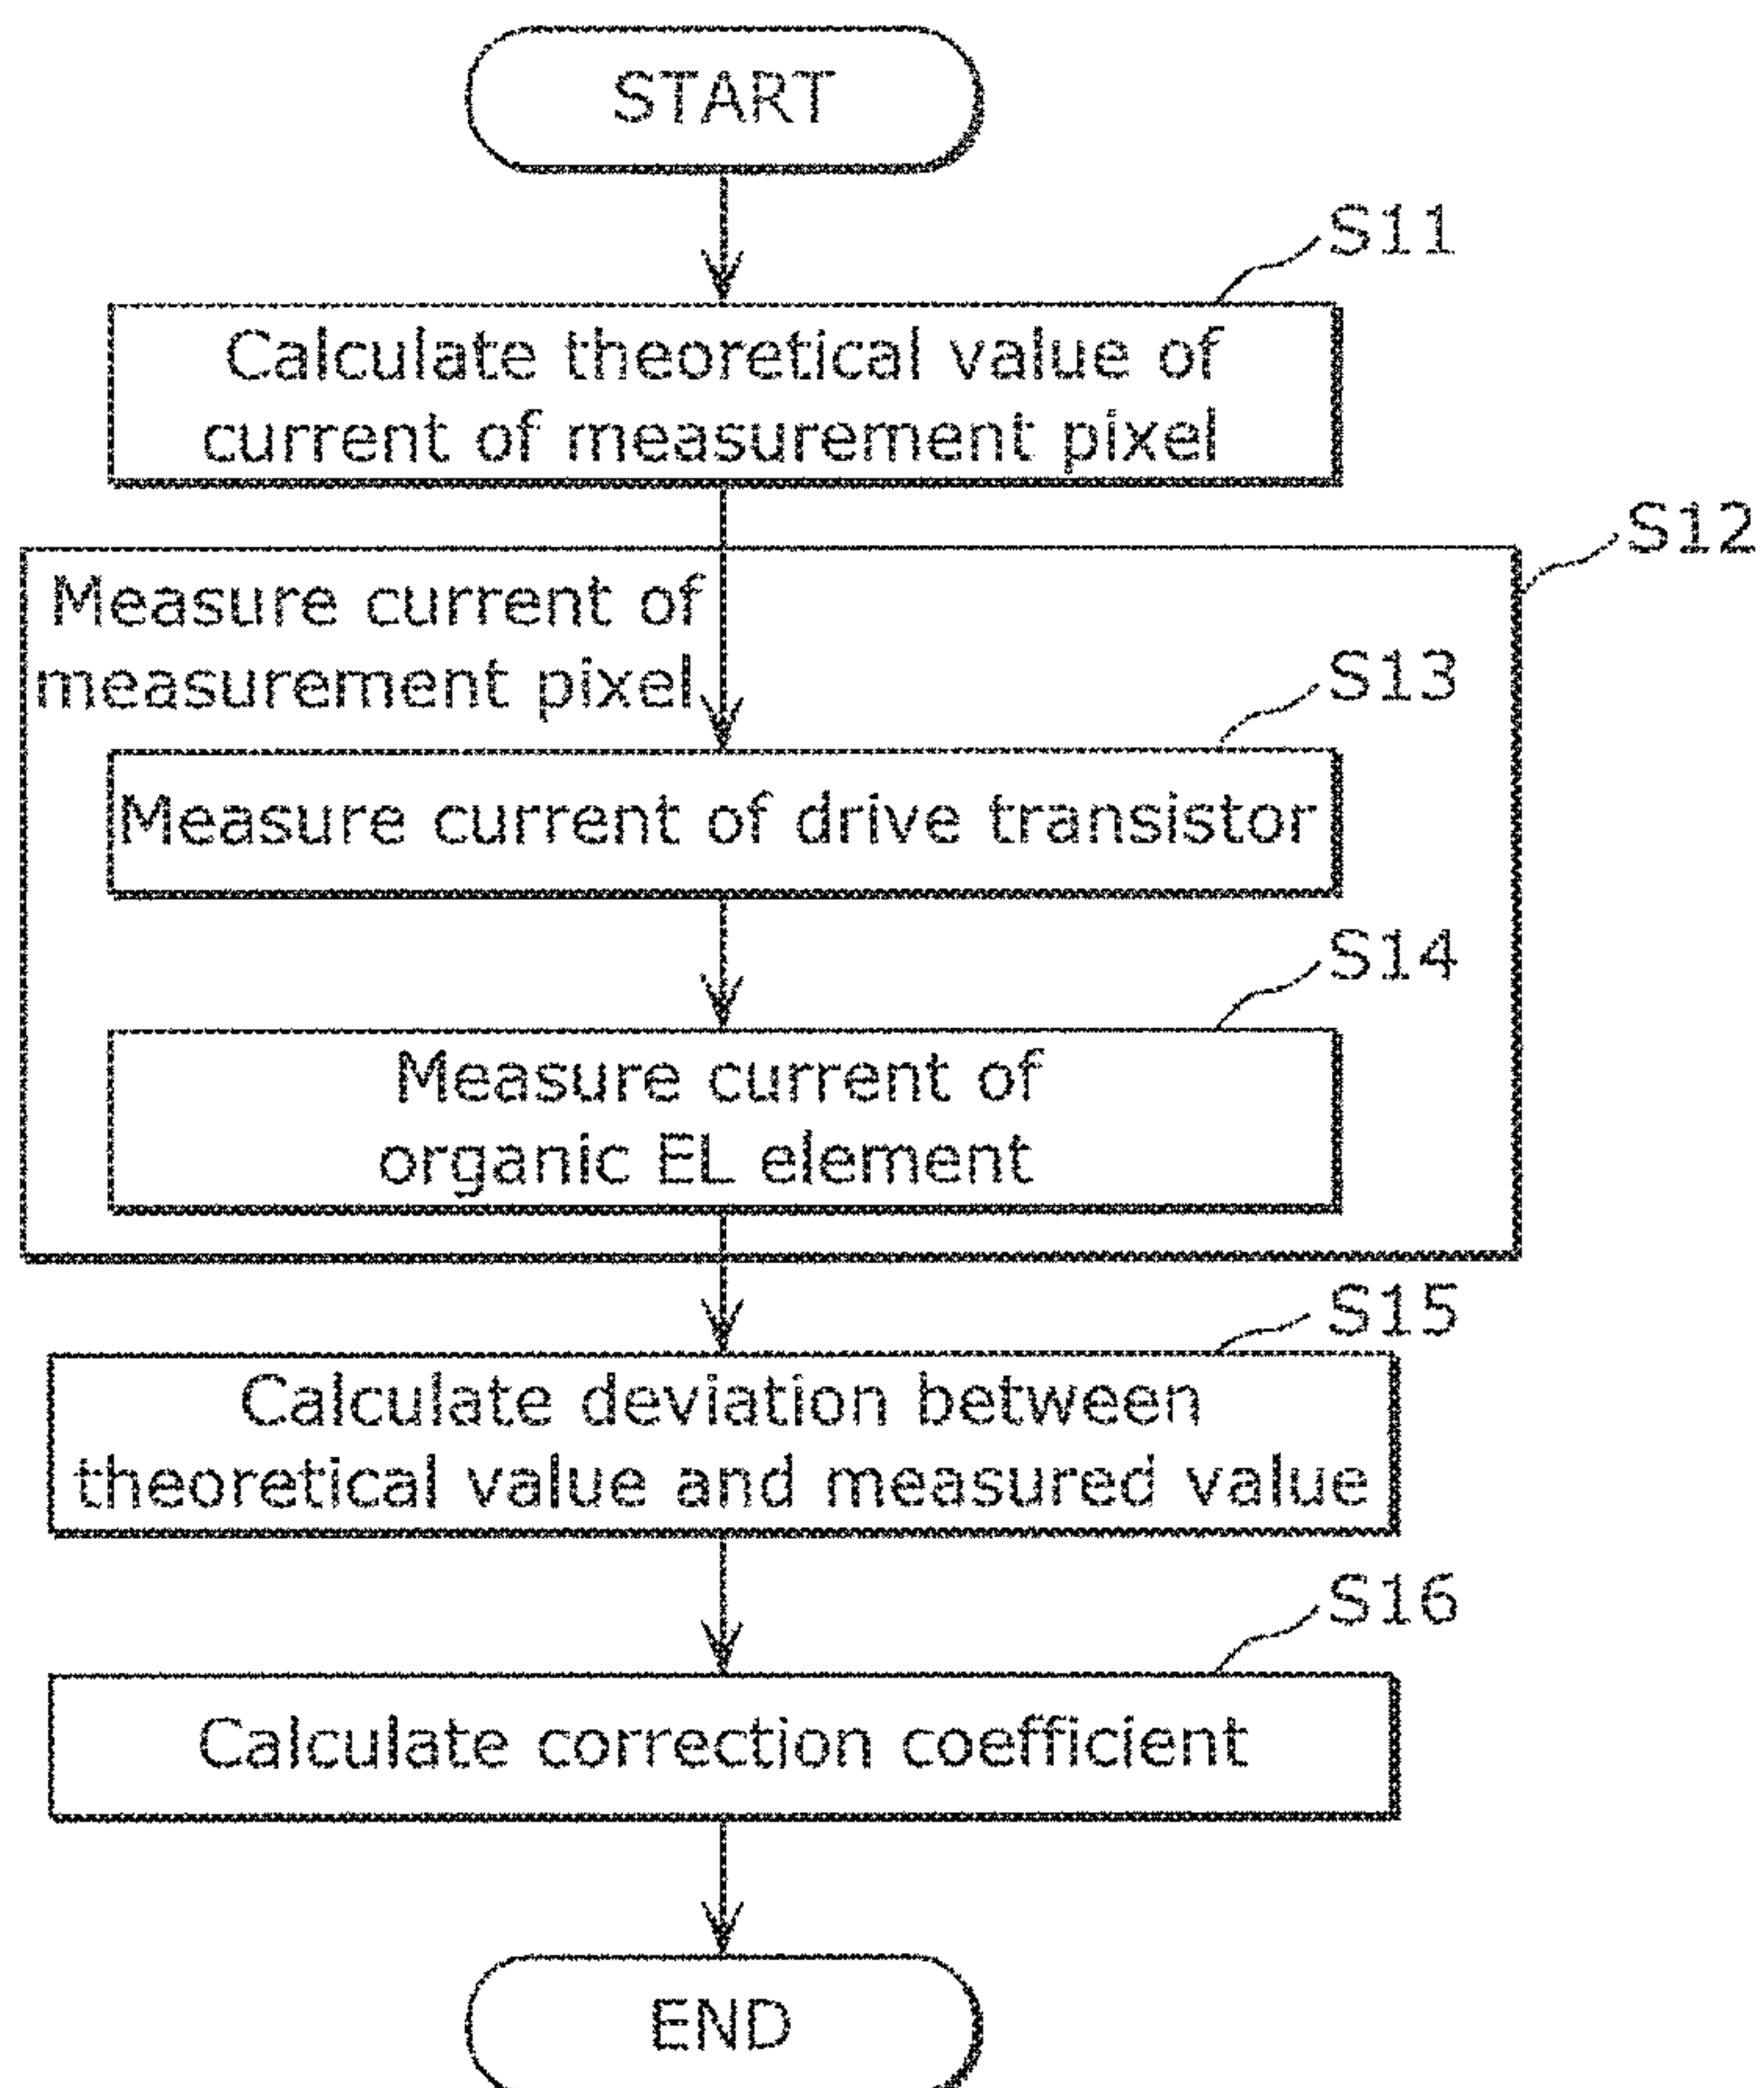 START
S11
Calculate theoretical value of
current of measurement pixel
S12
Measure current of
measurement pixel
S13
Measure current of drive transistor
S14
Measure current of
organic EL element
S15
Calculate deviation between
theoretical value and measured value
S16
Calculate correction coefficient
END